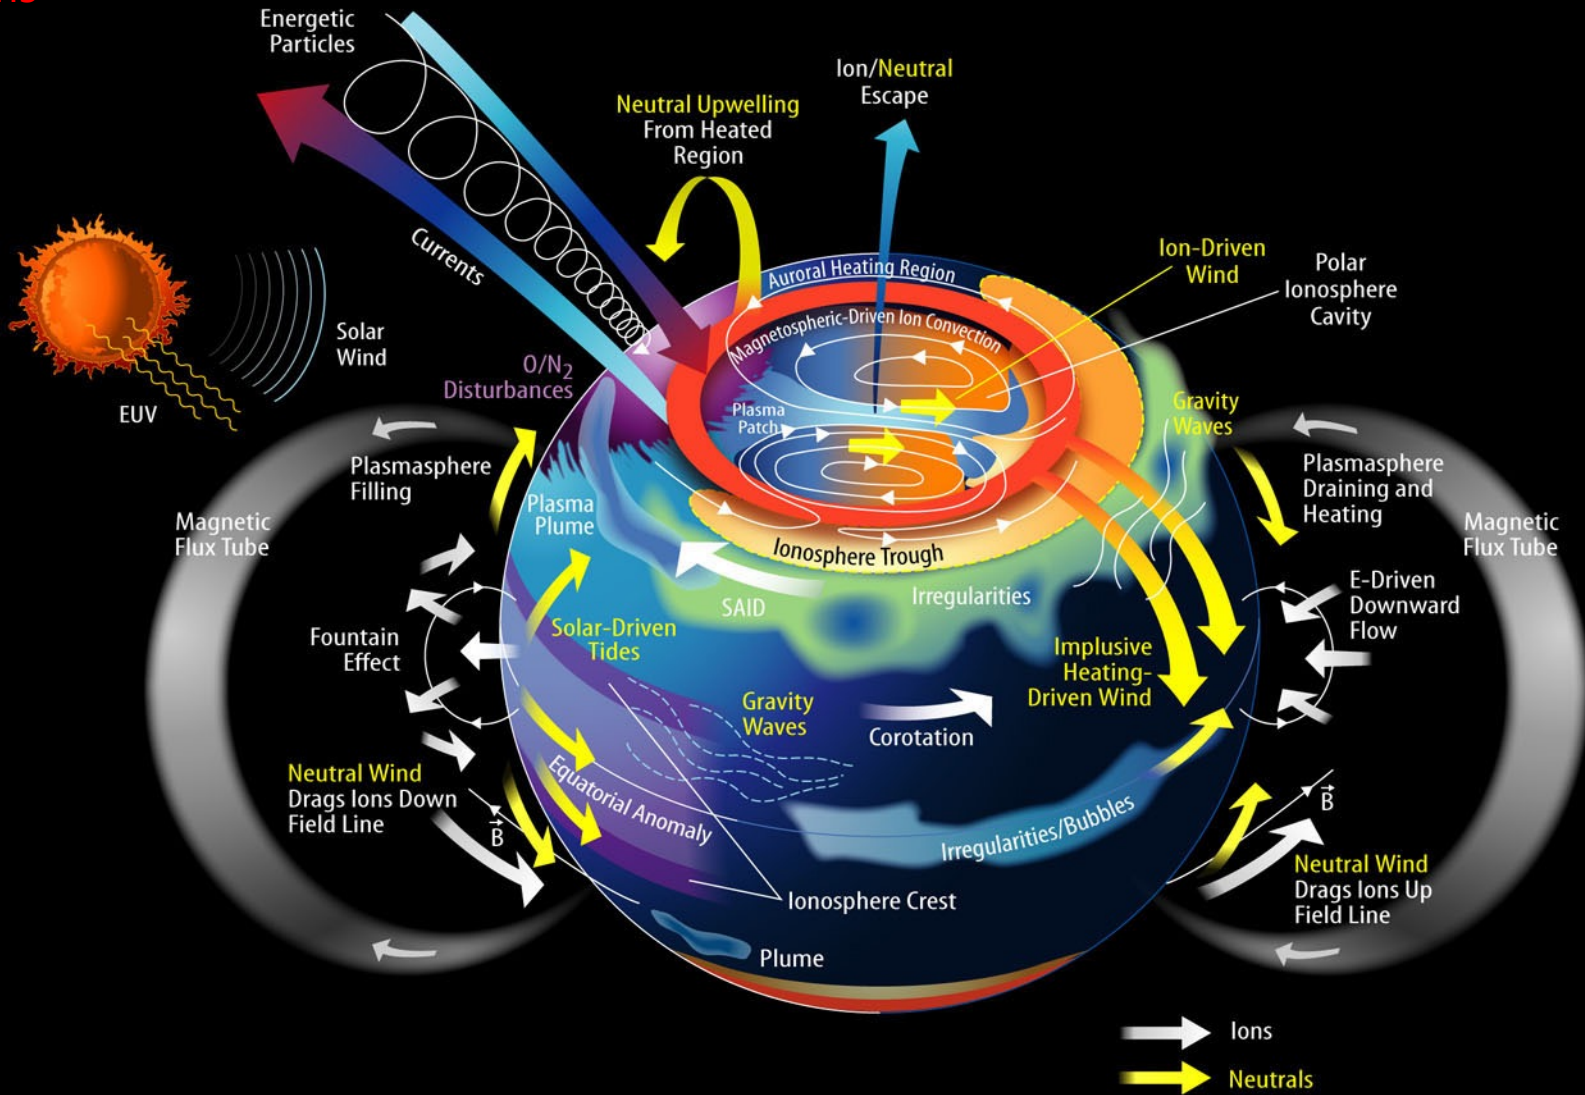 Energetic
Particles
Ion/Neutral
Escape
Neutral Upwelling
From Heated
Region
Currents
Solar
Wind
EUV
Auroral Heating Region
Magnetospheric-Driven Ion Convection
Ion-Driven
Wind
Polar
Ionosphere
Cavity
O/N2
Disturbances
Plasma
Patch
Gravity
Waves
Plasmasphere
Filling
Plasmasphere
Draining and
Heating
Magnetic
Flux Tube
Magnetic
Flux Tube
Plasma
Plume
Ionosphere Trough
SAID
Irregularities
E-Driven
Downward
Flow
Fountain
Effect
Solar-Driven
Tides
Implusive
Heating-
Driven Wind
Gravity
Waves
Corotation
Neutral Wind
Drags Ions Down
Field Line
B
Equatorial Anomaly
Irregularities/Bubbles
B
Neutral Wind
Drags Ions Up
Field Line
Ionosphere Crest
Plume
Ions
Neutrals